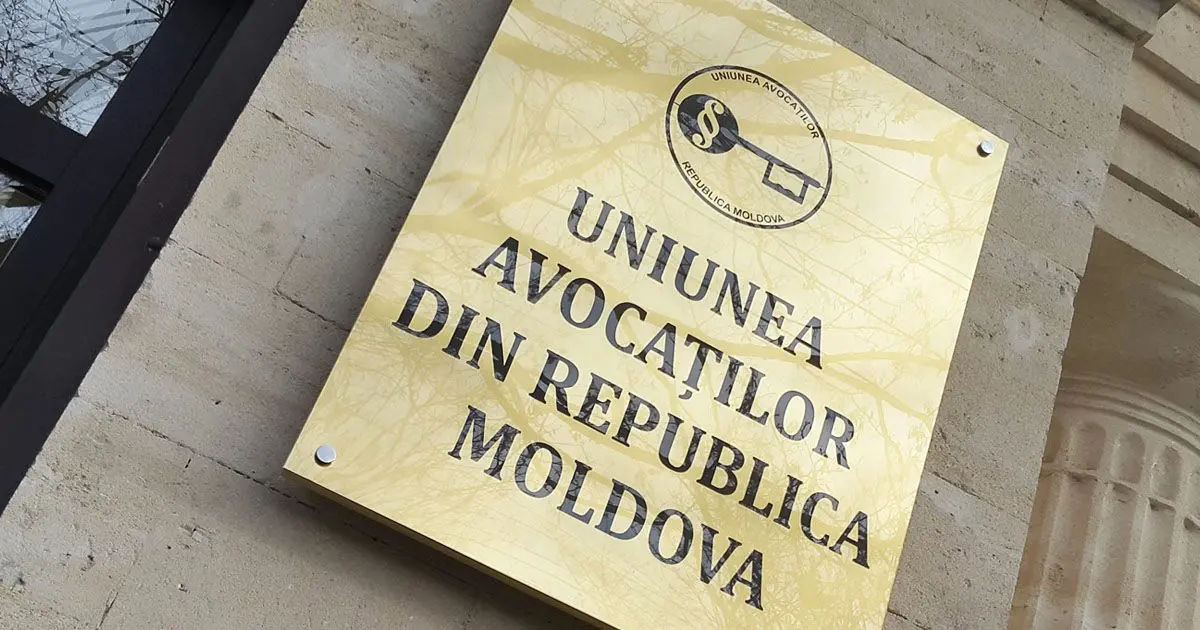 UNIUNEA AVOCAȚILOR
§
REPUBLICA MOLDOVA
UNIUNEA
AVOCAȚILOR
DIN REPUBLICA
MOLDOVA